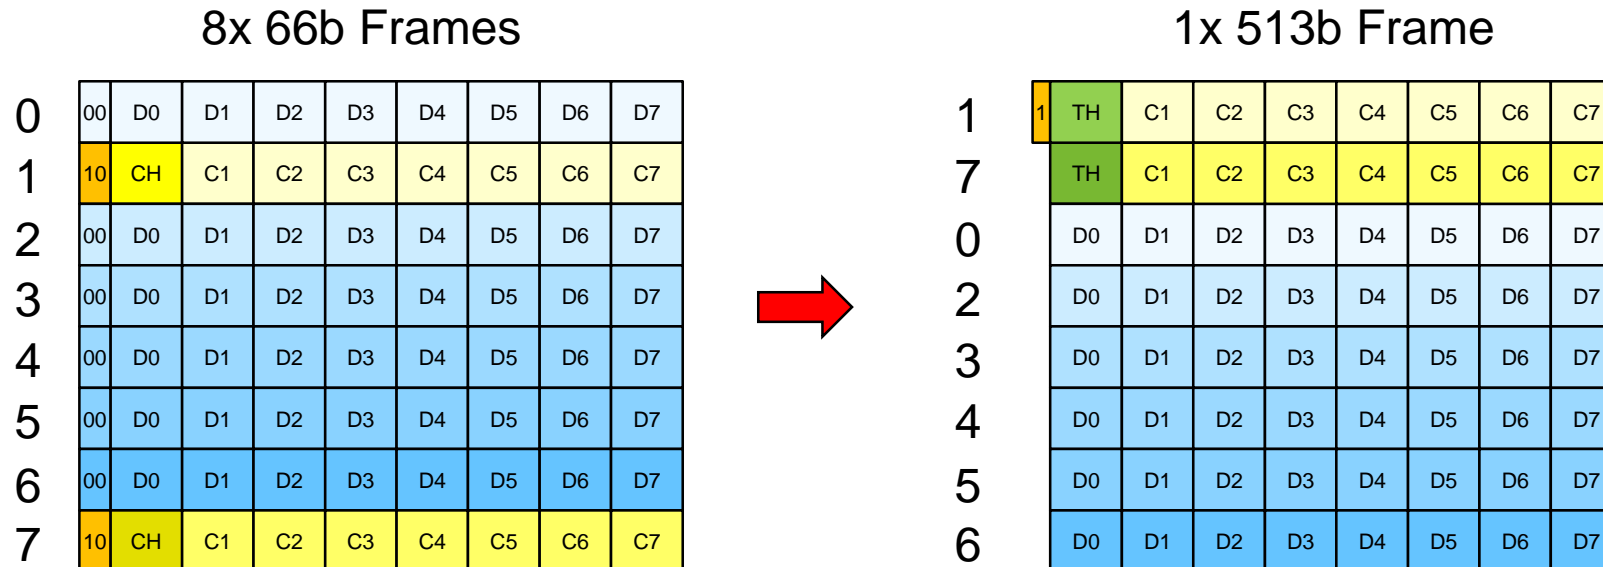 8x 66b Frames
1x 513b Frame
0 00 D0 D1 D2 D3 D4 D5 D6 D7
1 10 CH C1 C2 C3 C4 C5 C6 C7
2 00 D0 D1 D2 D3 D4 D5 D6 D7
3 00 D0 D1 D2 D3 D4 D5 D6 D7
4 00 D0 D1 D2 D3 D4 D5 D6 D7
5 00 D0 D1 D2 D3 D4 D5 D6 D7
6 00 D0 D1 D2 D3 D4 D5 D6 D7
7 10 CH C1 C2 C3 C4 C5 C6 C7
1 1 TH C1 C2 C3 C4 C5 C6 C7
7 TH C1 C2 C3 C4 C5 C6 C7
0 D0 D1 D2 D3 D4 D5 D6 D7
2 D0 D1 D2 D3 D4 D5 D6 D7
3 D0 D1 D2 D3 D4 D5 D6 D7
4 D0 D1 D2 D3 D4 D5 D6 D7
5 D0 D1 D2 D3 D4 D5 D6 D7
6 D0 D1 D2 D3 D4 D5 D6 D7